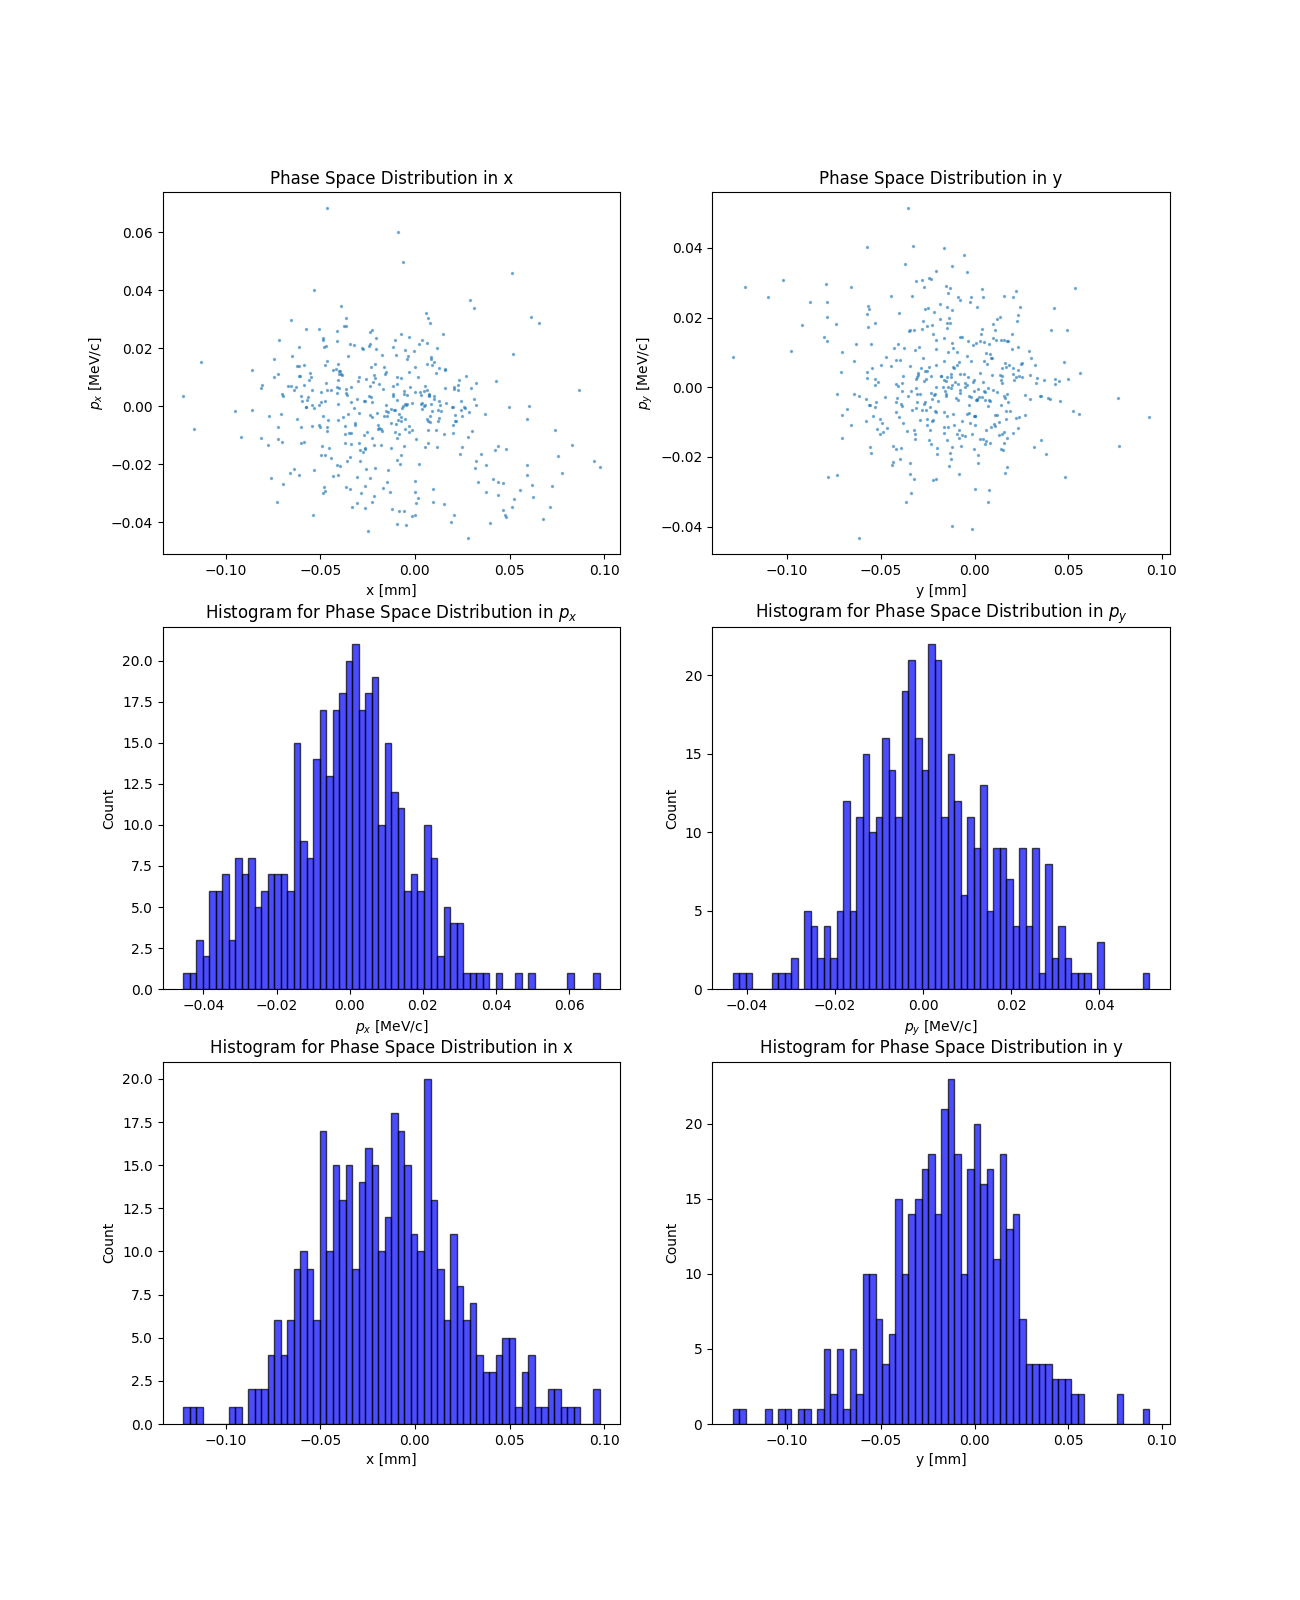 Phase Space Distribution in x
0.06
0.04
0.02
0.00
−0.02
−0.04
pₓ [MeV/c]
−0.10 −0.05 0.00 0.05 0.10
x [mm]
Phase Space Distribution in y
0.04
0.02
0.00
−0.02
−0.04
p_y [MeV/c]
−0.10 −0.05 0.00 0.05 0.10
y [mm]
Histogram for Phase Space Distribution in pₓ
20.0
17.5
15.0
12.5
10.0
7.5
5.0
2.5
0.0
Count
−0.04 −0.02 0.00 0.02 0.04 0.06
pₓ [MeV/c]
Histogram for Phase Space Distribution in p_y
20
15
10
5
0
Count
−0.04 −0.02 0.00 0.02 0.04
p_y [MeV/c]
Histogram for Phase Space Distribution in x
20.0
17.5
15.0
12.5
10.0
7.5
5.0
2.5
0.0
Count
−0.10 −0.05 0.00 0.05 0.10
x [mm]
Histogram for Phase Space Distribution in y
20
15
10
5
0
Count
−0.10 −0.05 0.00 0.05 0.10
y [mm]